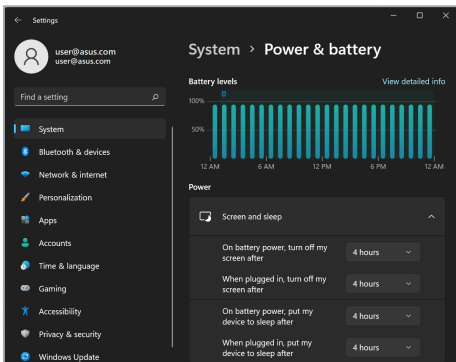 Settings
user@asus.com
user@asus.com
Find a setting
System
Bluetooth & devices
Network & internet
Personalization
Apps
Accounts
Time & language
Gaming
Accessibility
Privacy & security
Windows Update
System > Power & battery
Battery levels
View detailed info
100%
50%
12 AM 6 AM 12 PM 6 PM 12 AM
Power
Screen and sleep
On battery power, turn off my
screen after
4 hours
When plugged in, turn off my
screen after
4 hours
On battery power, put my
device to sleep after
4 hours
When plugged in, put my
device to sleep after
4 hours